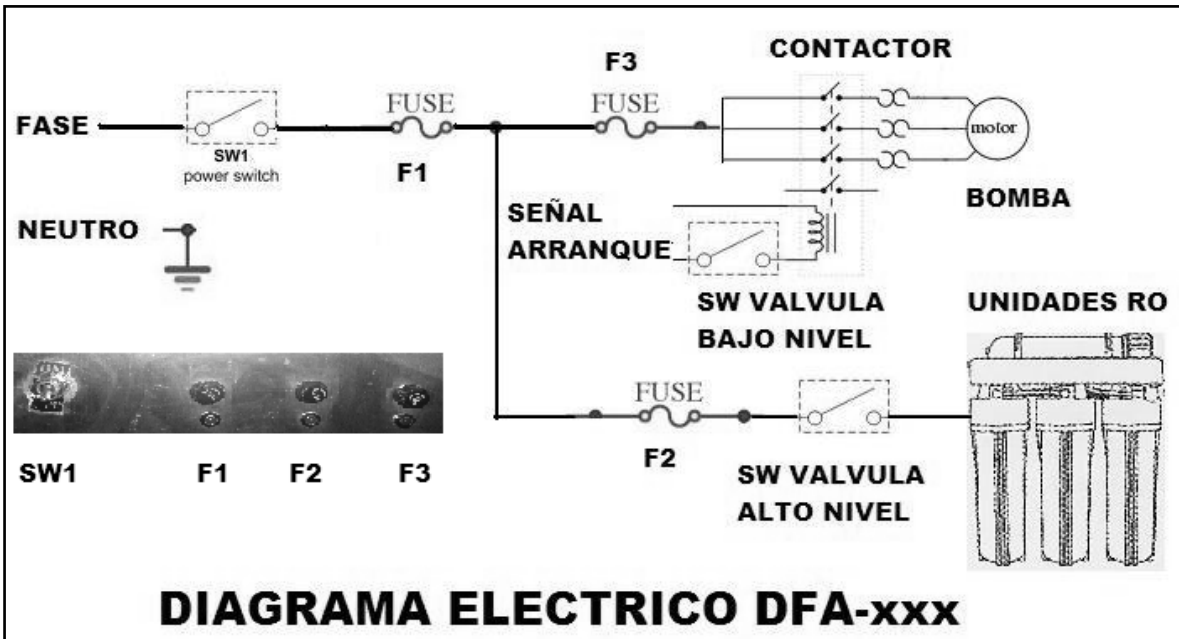 CONTACTOR
F3
FUSE
FUSE
FASE
SW1
power switch
F1
motor
BOMBA
NEUTRO
SEÑAL
ARRANQUE
SW VALVULA
BAJO NIVEL
UNIDADES RO
FUSE
F2
SW VALVULA
ALTO NIVEL
SW1
F1
F2
F3
DIAGRAMA ELECTRICO DFA-xxx